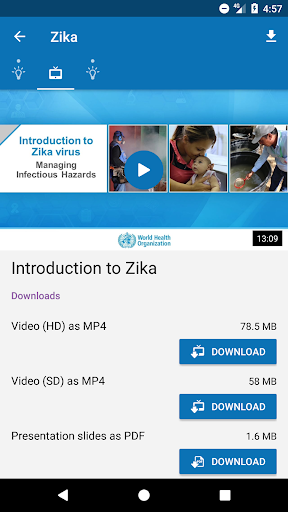 4:57
Zika
Introduction to
Zika virus
Managing
Infectious Hazards
World Health
Organization
13:09
Introduction to Zika
Downloads
Video (HD) as MP4
78.5 MB
DOWNLOAD
Video (SD) as MP4
58 MB
DOWNLOAD
Presentation slides as PDF
1.6 MB
DOWNLOAD